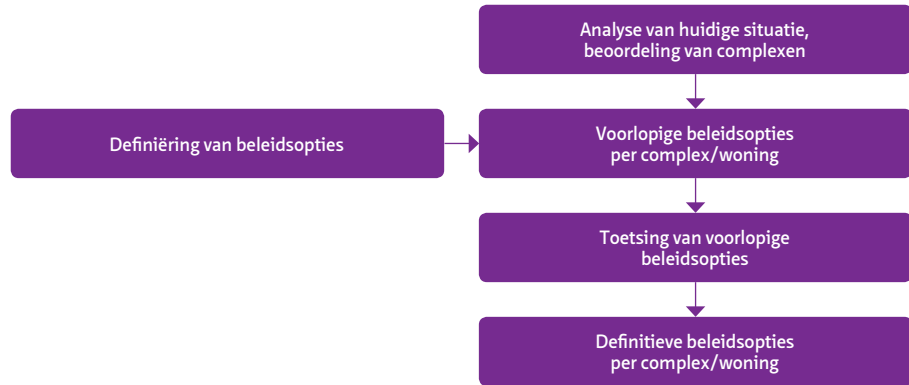 Analyse van huidige situatie,
beoordeling van complexen
Definiëring van beleidsopties
Voorlopige beleidsopties
per complex/woning
Toetsing van voorlopige
beleidsopties
Definitieve beleidsopties
per complex/woning